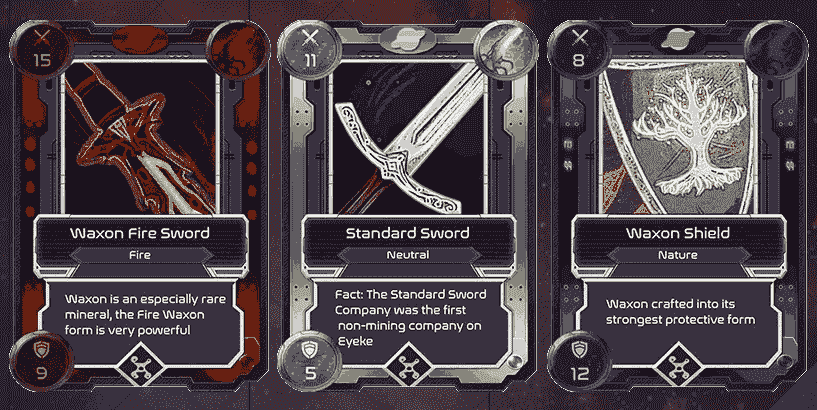 15
Waxon Fire Sword
Fire
Waxon is an especially rare
mineral, the Fire Waxon
form is very powerful
9
11
Standard Sword
Neutral
Fact: The Standard Sword
Company was the first
non-mining company on
Eyeke
5
8
Waxon Shield
Nature
Waxon crafted into its
strongest protective form
12